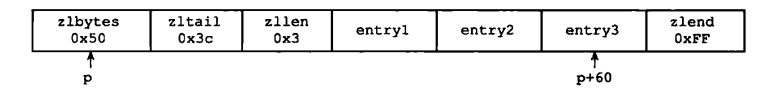 zlbytes zltail zllen entry1 entry2 entry3 zlend
0x50 0x3c 0x3 0xFF
p p+60